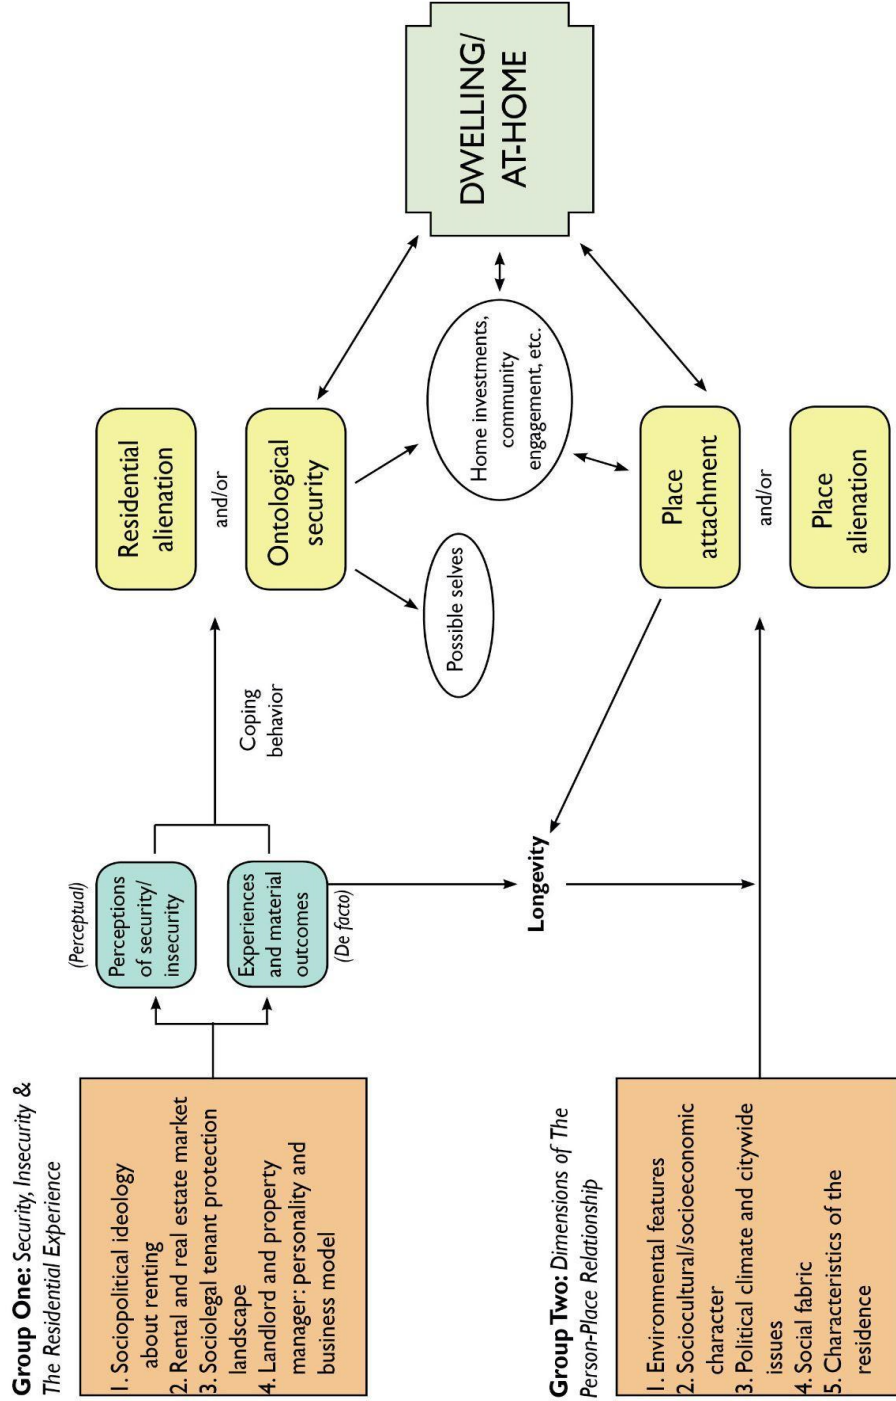 Group One: Security, Insecurity &
The Residential Experience
1. Sociopolitical ideology
about renting
2. Rental and real estate market
3. Sociolegal tenant protection
landscape
4. Landlord and property
manager: personality and
business model
(Perceptual)
Perceptions
of security/
insecurity
Experiences
and material
outcomes
(De facto)
Coping
behavior
Residential
alienation
and/or
Ontological
security
Possible selves
Home investments,
community
engagement, etc.
DWELLING/
AT-HOME
Longevity
Group Two: Dimensions of The
Person-Place Relationship
1. Environmental features
2. Sociocultural/socioeconomic
character
3. Political climate and citywide
issues
4. Social fabric
5. Characteristics of the
residence
Place
attachment
and/or
Place
alienation